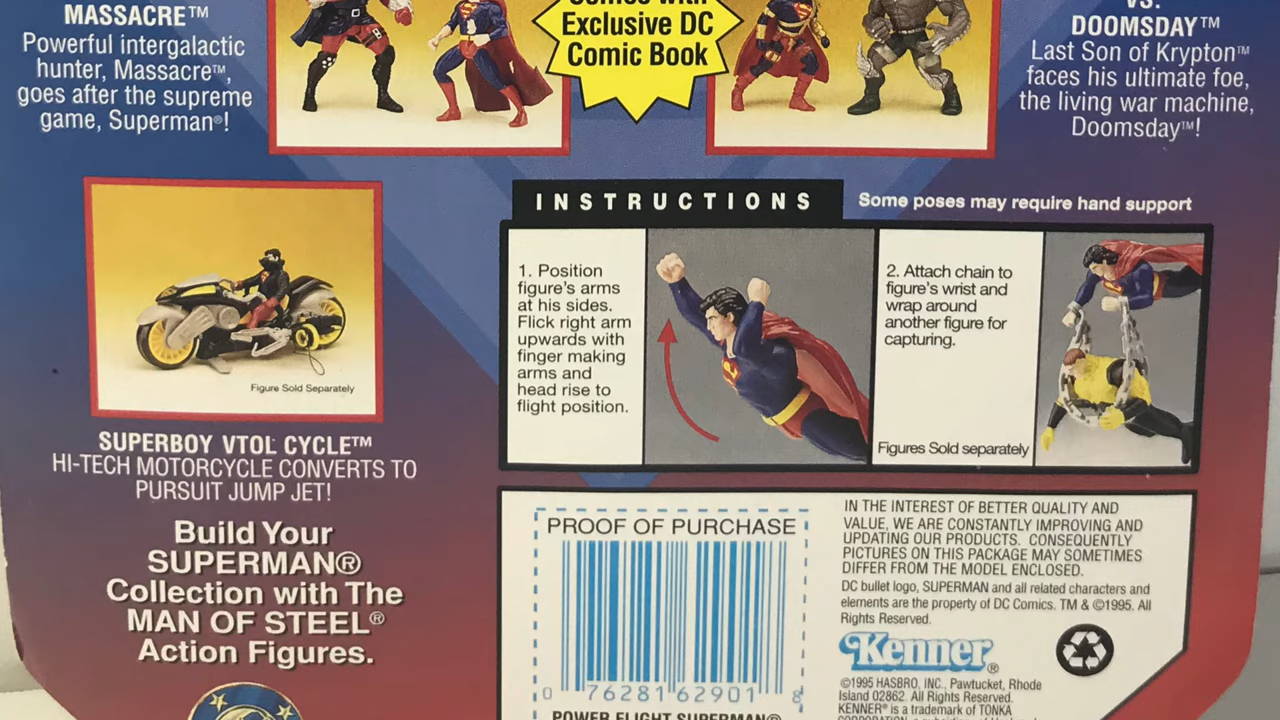 MASSACRE™
Powerful intergalactic
hunter, Massacre™,
goes after the supreme
game, Superman®!
Comes with
Exclusive DC
Comic Book
VS.
DOOMSDAY™
Last Son of Krypton™
faces his ultimate foe,
the living war machine,
Doomsday™!
Figure Sold Separately
SUPERBOY VTOL CYCLE™
HI-TECH MOTORCYCLE CONVERTS TO
PURSUIT JUMP JET!
Build Your
SUPERMAN®
Collection with The
MAN OF STEEL®
Action Figures.
INSTRUCTIONS
Some poses may require hand support
1. Position
figure's arms
at his sides.
Flick right arm
upwards with
finger making
arms and
head rise to
flight position.
2. Attach chain to
figure's wrist and
wrap around
another figure for
capturing.
Figures Sold separately
PROOF OF PURCHASE
0 76281 62901 8
POWER FLIGHT SUPERMAN®
IN THE INTEREST OF BETTER QUALITY AND
VALUE, WE ARE CONSTANTLY IMPROVING AND
UPDATING OUR PRODUCTS. CONSEQUENTLY
PICTURES ON THIS PACKAGE MAY SOMETIMES
DIFFER FROM THE MODEL ENCLOSED.
DC bullet logo, SUPERMAN and all related characters and
elements are the property of DC Comics. TM & ©1995. All
Rights Reserved.
Kenner®
©1995 HASBRO, INC., Pawtucket, Rhode
Island 02862. All Rights Reserved.
KENNER® is a trademark of TONKA